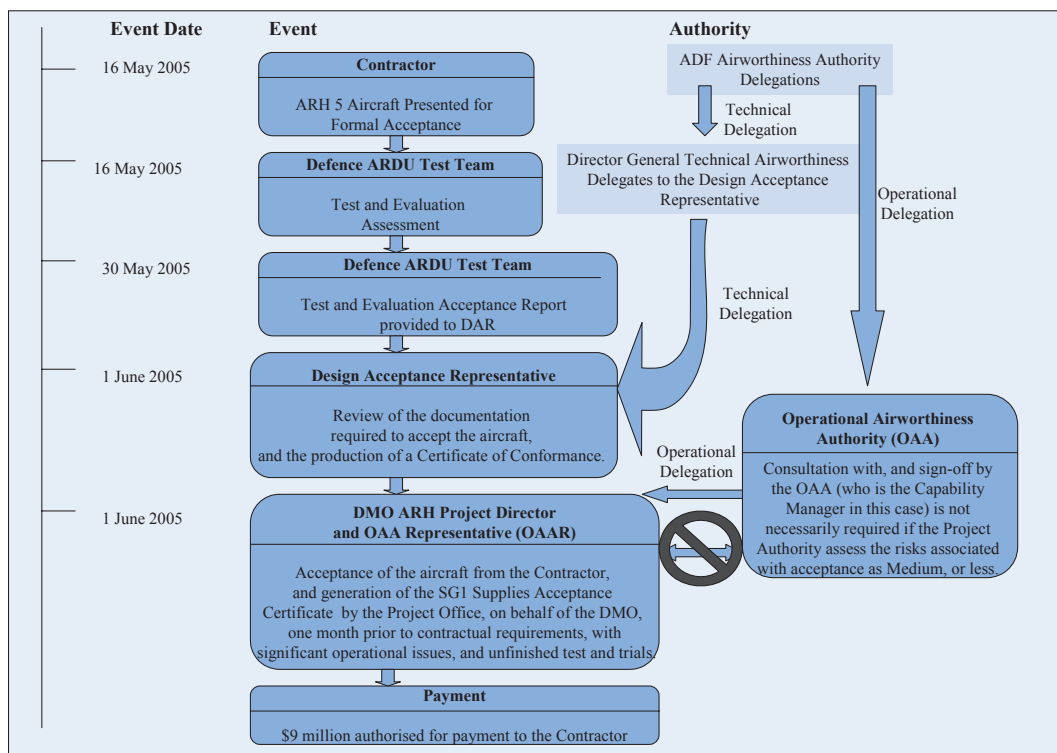 Event Date
Event
Authority
16 May 2005
Contractor
ARH 5 Aircraft Presented for
Formal Acceptance
16 May 2005
Defence ARDU Test Team
Test and Evaluation
Assessment
30 May 2005
Defence ARDU Test Team
Test and Evaluation Acceptance Report
provided to DAR
1 June 2005
Design Acceptance Representative
Review of the documentation
required to accept the aircraft,
and the production of a Certificate of Conformance.
1 June 2005
DMO ARH Project Director
and OAA Representative (OAAR)
Acceptance of the aircraft from the Contractor,
and generation of the SG1 Supplies Acceptance
Certificate by the Project Office, on behalf of the DMO,
one month prior to contractual requirements, with
significant operational issues, and unfinished test and trials.
Payment
$9 million authorised for payment to the Contractor
ADF Airworthiness Authority
Delegations
Technical
Delegation
Director General Technical Airworthiness
Delegates to the Design Acceptance
Representative
Operational
Delegation
Technical
Delegation
Operational Airworthiness
Authority (OAA)
Consultation with, and sign-off by
the OAA (who is the Capability
Manager in this case) is not
necessarily required if the Project
Authority assess the risks associated
with acceptance as Medium, or less.
Operational
Delegation